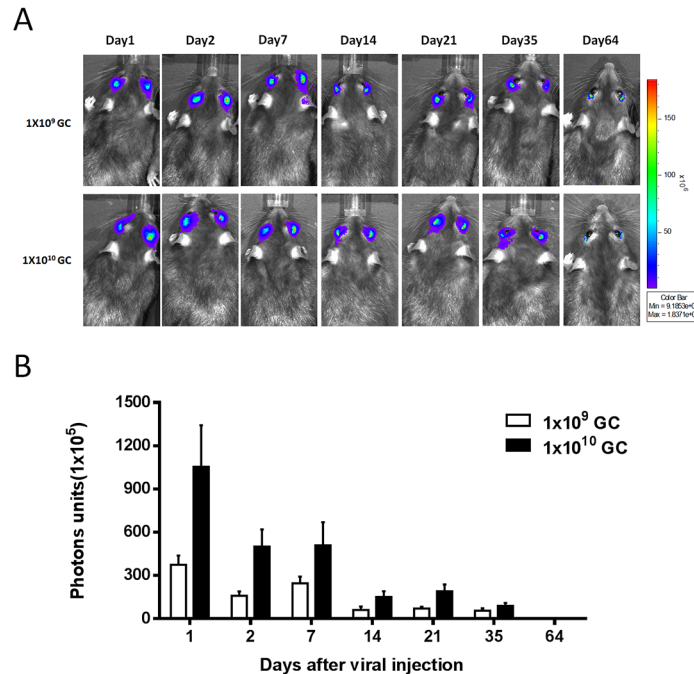 A
Day1 Day2 Day7 Day14 Day21 Day35 Day64
1X10⁹ GC
1X10¹⁰ GC
150
100
50
x10⁶
Color Bar
Min = 9.1853e+0
Max = 1.8371e+0
B
Photons units(1x10⁵)
1500
1200
900
600
300
0
1x10⁹ GC
1x10¹⁰ GC
1 2 7 14 21 35 64
Days after viral injection